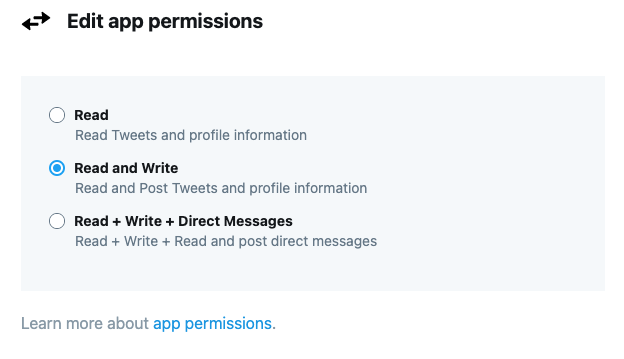 Edit app permissions
Read
Read Tweets and profile information
Read and Write
Read and Post Tweets and profile information
Read + Write + Direct Messages
Read + Write + Read and post direct messages
Learn more about app permissions.